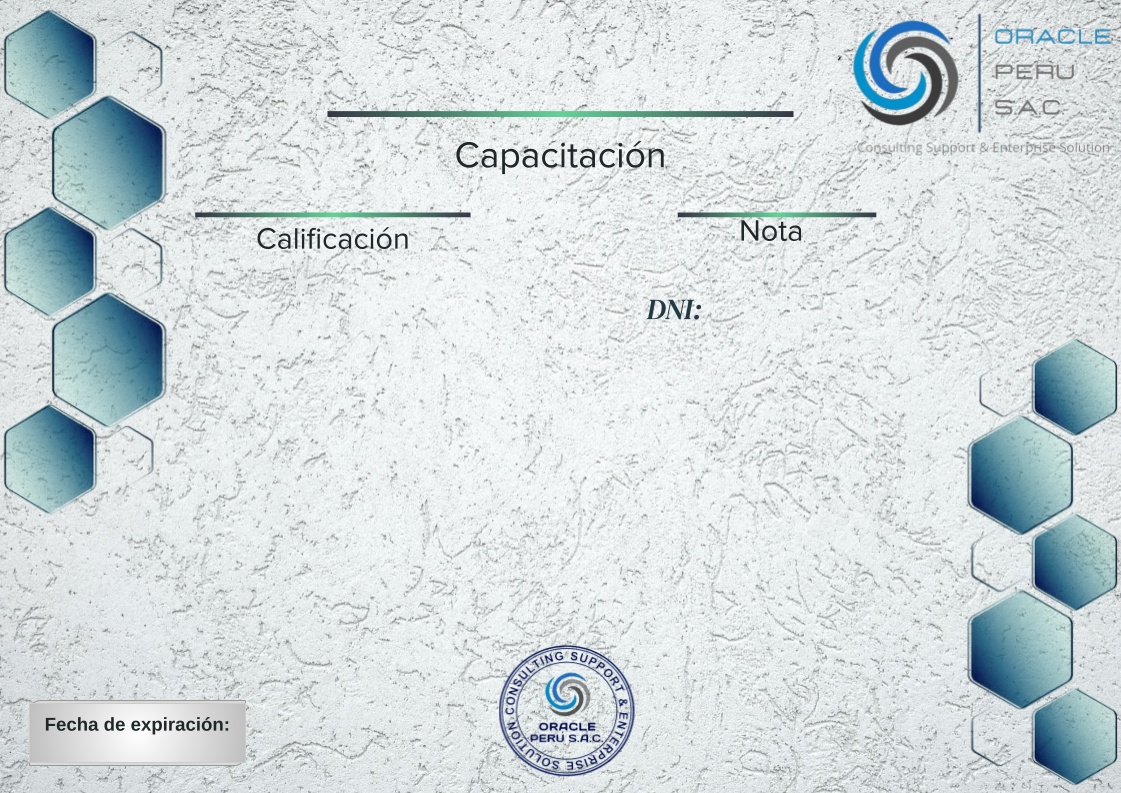 ORACLE
PERU
S.A.C.
Consulting Support & Enterprise Solution
Capacitación
Calificación
Nota
DNI:
Fecha de expiración:
CONSULTING SUPPORT & ENTERPRISE SOLUTION
ORACLE
PERU S.A.C.